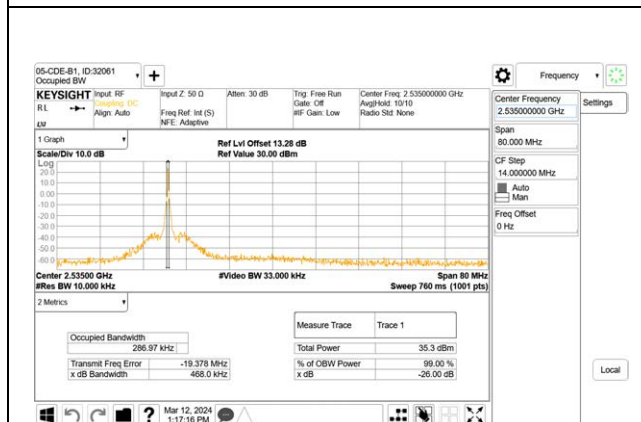 05-CDE-B1, ID:32061
Occupied BW
Frequency
KEYSIGHT
RL
LXI
Input: RF
Coupling: DC
Align: Auto
Input Z: 50 Ω
Freq Ref: Int (S)
NFE: Adaptive
Atten: 30 dB
Trig: Free Run
Gate: Off
#IF Gain: Low
Center Freq: 2.535000000 GHz
Avg|Hold: 10/10
Radio Std: None
Center Frequency
2.535000000 GHz
Settings
Span
80.000 MHz
CF Step
14.000000 MHz
Auto
Man
Freq Offset
0 Hz
Local
1 Graph
Scale/Div 10.0 dB
Ref Lvl Offset 13.28 dB
Ref Value 30.00 dBm
Log
20.0
10.0
0.00
-10.0
-20.0
-30.0
-40.0
-50.0
-60.0
Center 2.53500 GHz
#Video BW 33.000 kHz
Span 80 MHz
#Res BW 10.000 kHz
Sweep 760 ms (1001 pts)
2 Metrics
Measure Trace Trace 1
Occupied Bandwidth
286.97 kHz
Total Power 35.3 dBm
Transmit Freq Error -19.378 MHz
% of OBW Power 99.00 %
x dB Bandwidth 468.0 kHz
x dB -26.00 dB
Mar 12, 2024
1:17:16 PM